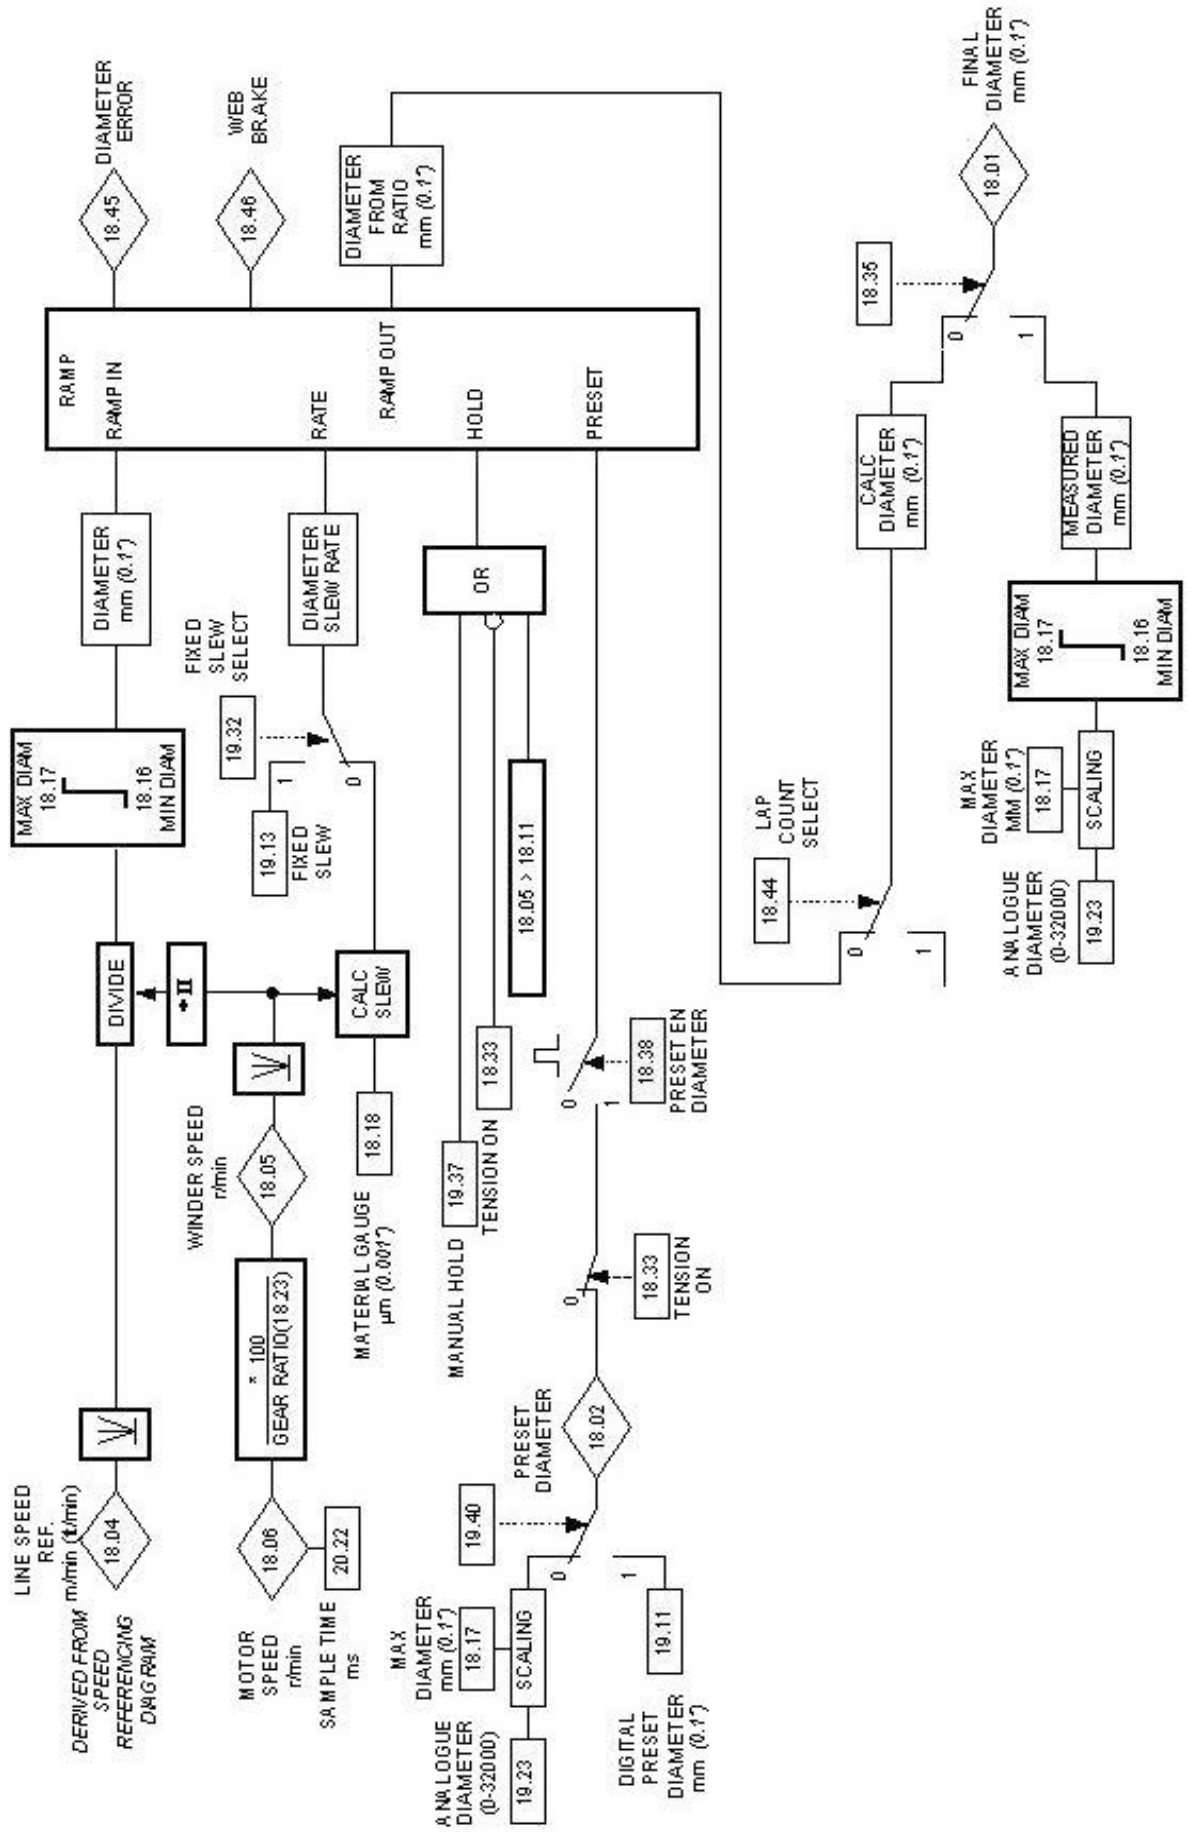 LINE SPEED
REF.
m/min (ft/min)
18.04
DERIVED FROM
SPEED
REFERENCING
DIAGRAM
DIVIDE
MAX DIAM
18.17
18.16
MIN DIAM
DIAMETER
mm (0.1")
RAMP
RAMP IN
RATE
RAMP OUT
HOLD
PRESET
18.45
DIAMETER
ERROR
18.46
WEB
BRAKE
DIAMETER
FROM
RATIO
mm (0.1")
MOTOR
SPEED
r/min
18.06
SAMPLE TIME
ms
20.22
* 100
GEAR RATIO(18.23)
WINDER SPEED
r/min
18.05
÷ Π
CALC
SLEW
MATERIAL GAUGE
µm (0.001")
18.18
19.13
FIXED
SLEW
1
0
19.32
FIXED
SLEW
SELECT
DIAMETER
SLEW RATE
MANUAL HOLD
19.37
TENSION ON
18.33
18.05 > 18.11
OR
ANALOGUE
DIAMETER
(0-32000)
19.23
MAX
DIAMETER
mm (0.1")
18.17
SCALING
19.40
0
1
DIGITAL
PRESET
DIAMETER
mm (0.1")
19.11
PRESET
DIAMETER
18.02
0
18.33
TENSION
ON
0
1
18.38
PRESET EN
DIAMETER
18.44
LAP
COUNT
SELECT
0
1
CALC
DIAMETER
mm (0.1")
ANALOGUE
DIAMETER
(0-32000)
19.23
MAX
DIAMETER
MM (0.1")
18.17
SCALING
MAX DIAM
18.17
18.16
MIN DIAM
MEASURED
DIAMETER
mm (0.1")
18.35
0
1
18.01
FINAL
DIAMETER
mm (0.1")